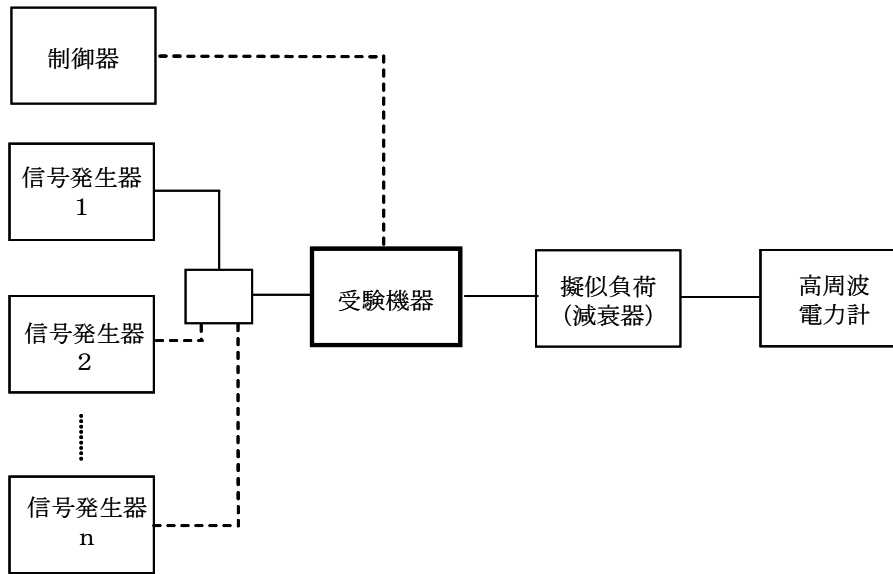 制御器
信号発生器
1
信号発生器
2
信号発生器
n
受験機器
擬似負荷
(減衰器)
高周波
電力計